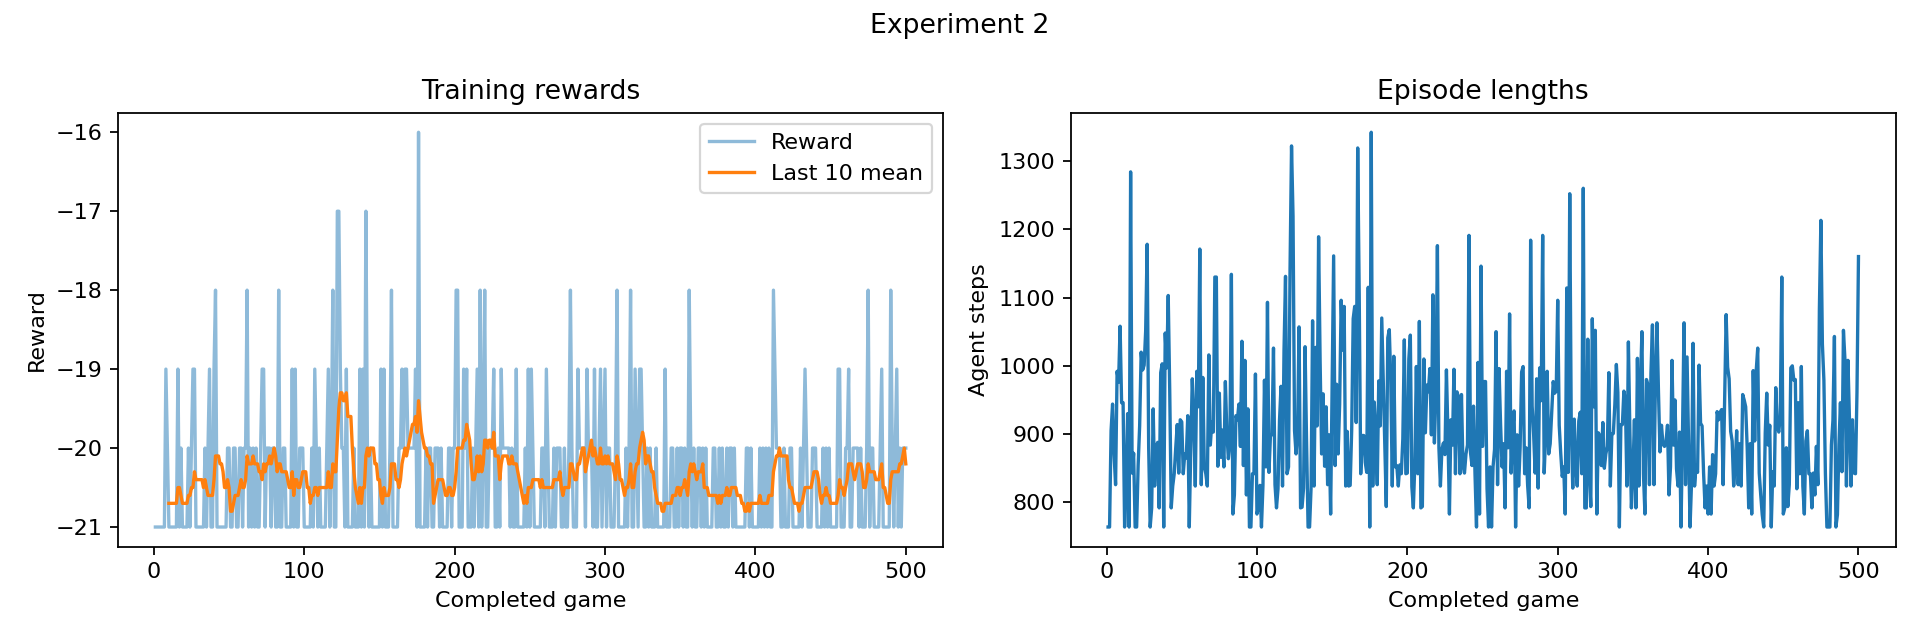 Experiment 2
Training rewards
Reward
−16
−17
−18
−19
−20
−21
0 100 200 300 400 500
Completed game
Reward
Last 10 mean
Episode lengths
Agent steps
1300
1200
1100
1000
900
800
0 100 200 300 400 500
Completed game